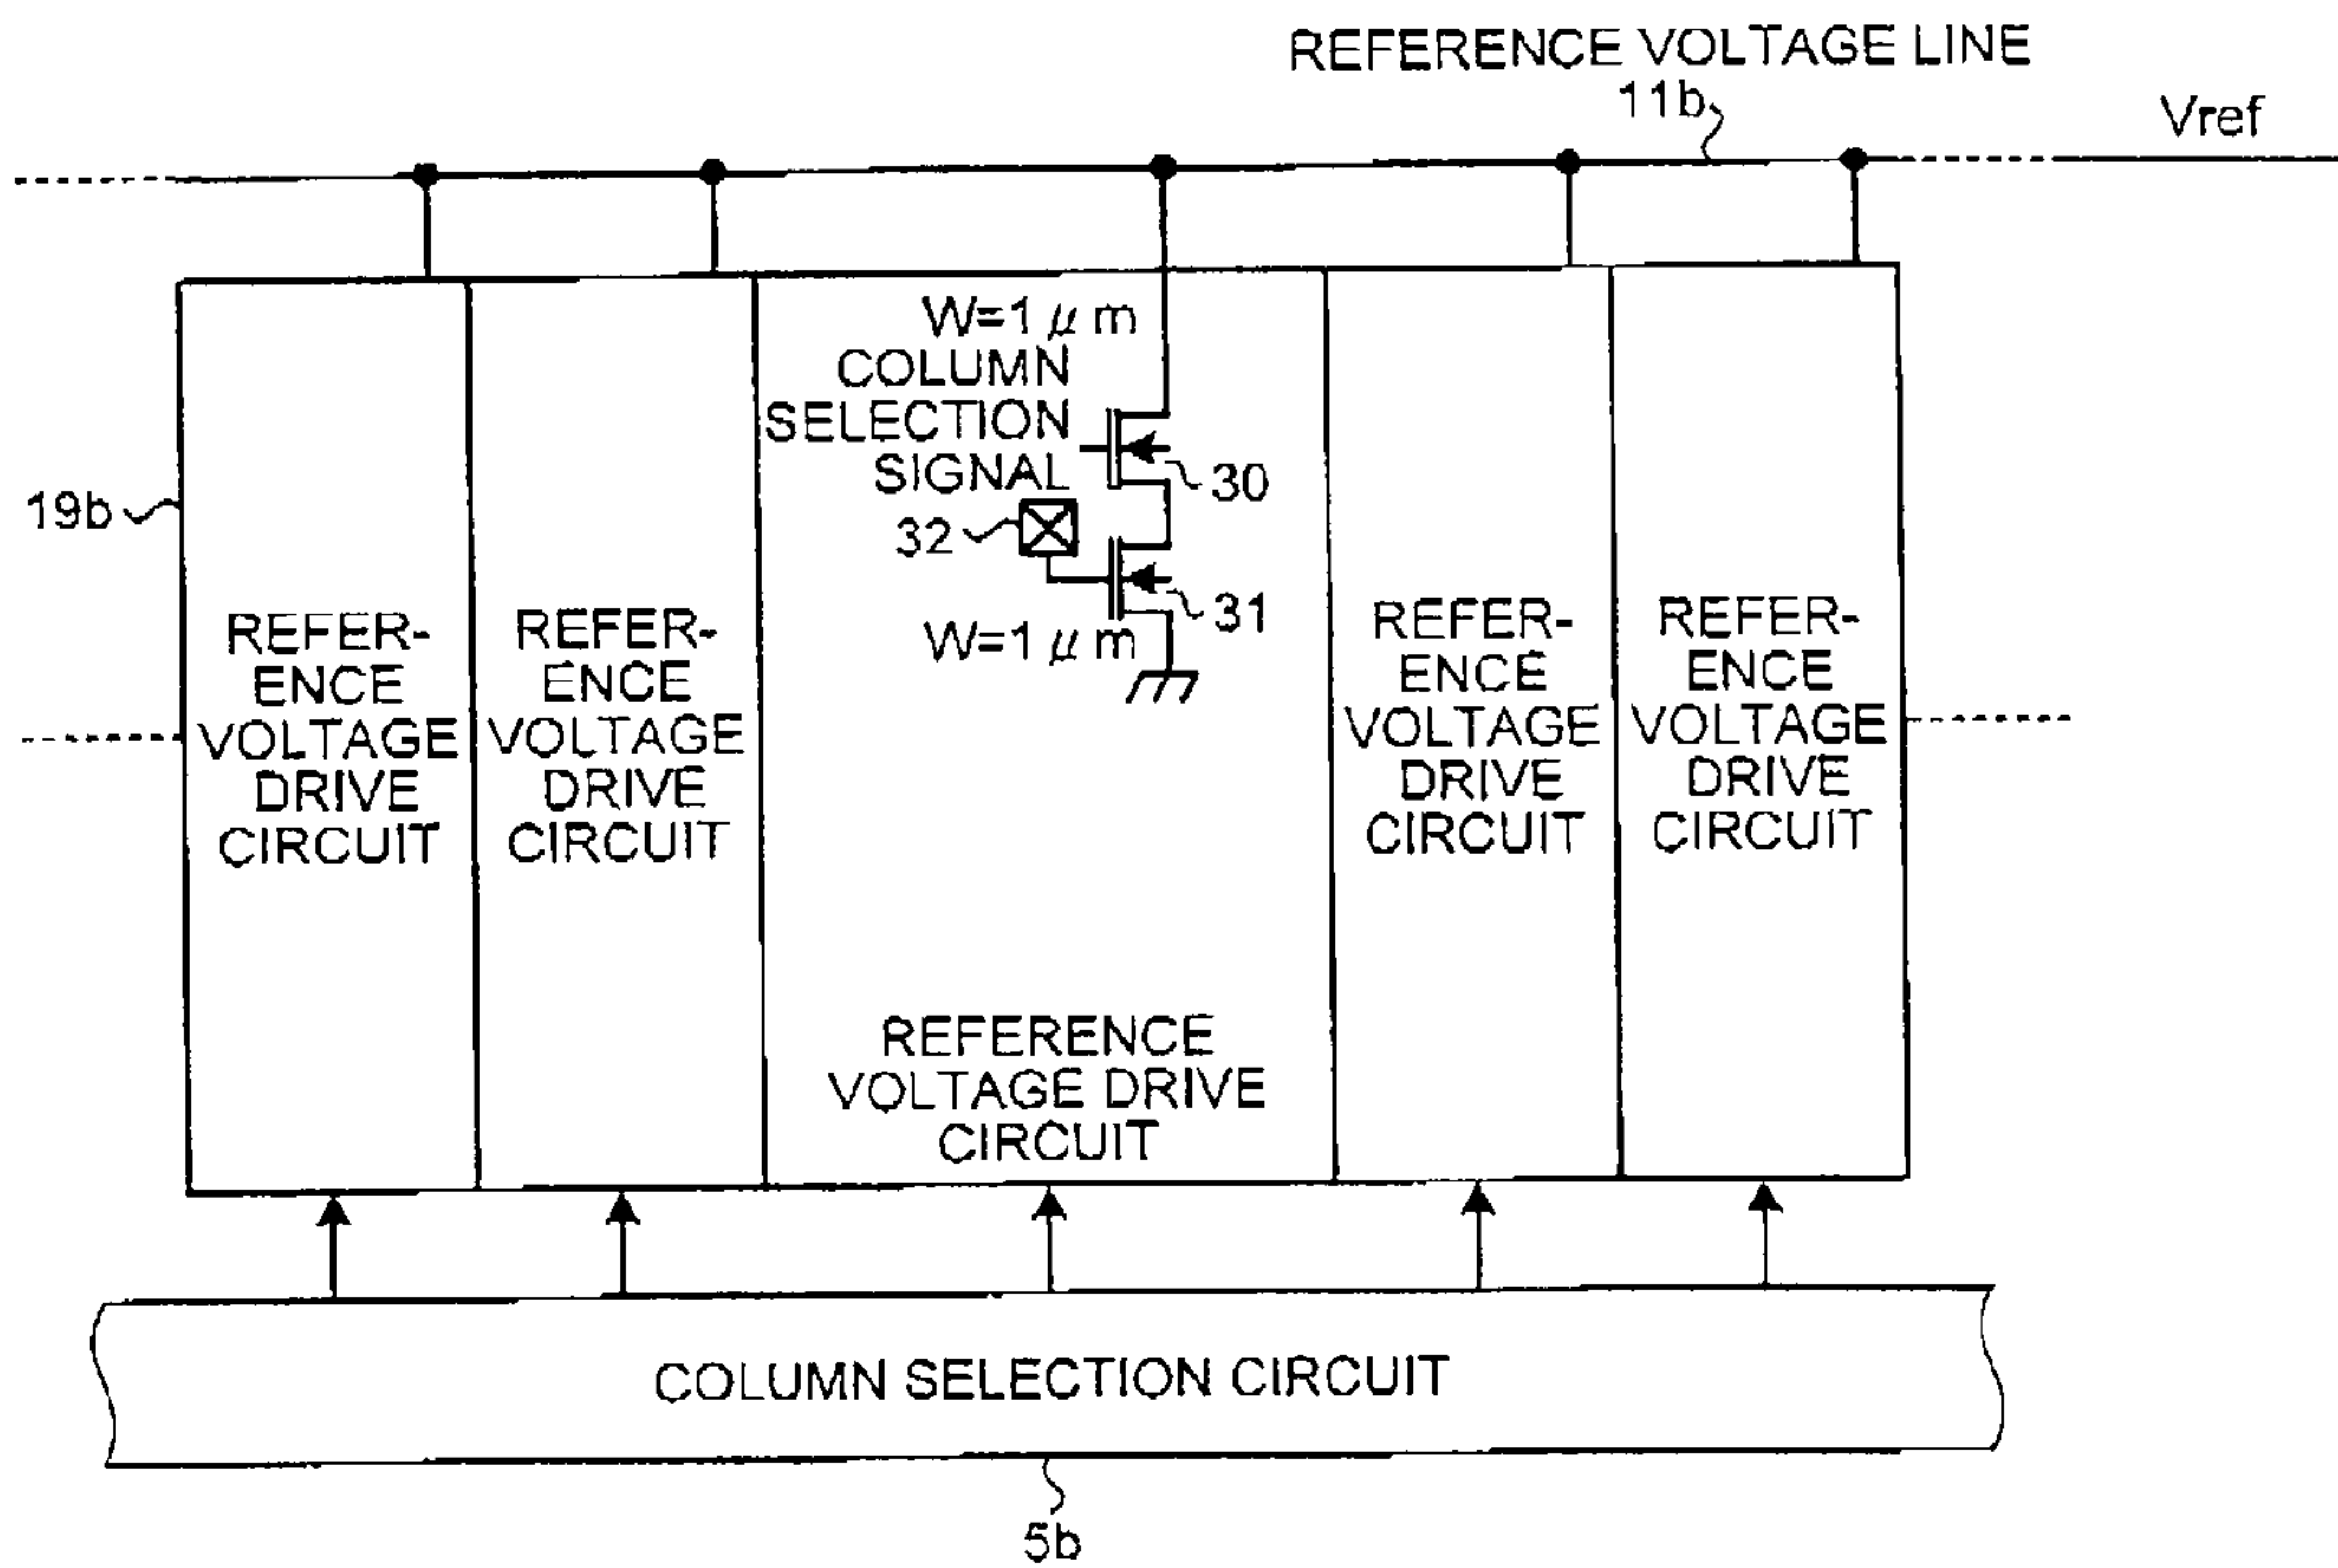 REFERENCE VOLTAGE LINE
11b
Vref
W=1 μ m
COLUMN
SELECTION
SIGNAL
30
19b
32
31
W=1 μ m
REFER-
ENCE
VOLTAGE
DRIVE
CIRCUIT
REFER-
ENCE
VOLTAGE
DRIVE
CIRCUIT
REFERENCE
VOLTAGE DRIVE
CIRCUIT
REFER-
ENCE
VOLTAGE
DRIVE
CIRCUIT
REFER-
ENCE
VOLTAGE
DRIVE
CIRCUIT
COLUMN SELECTION CIRCUIT
5b